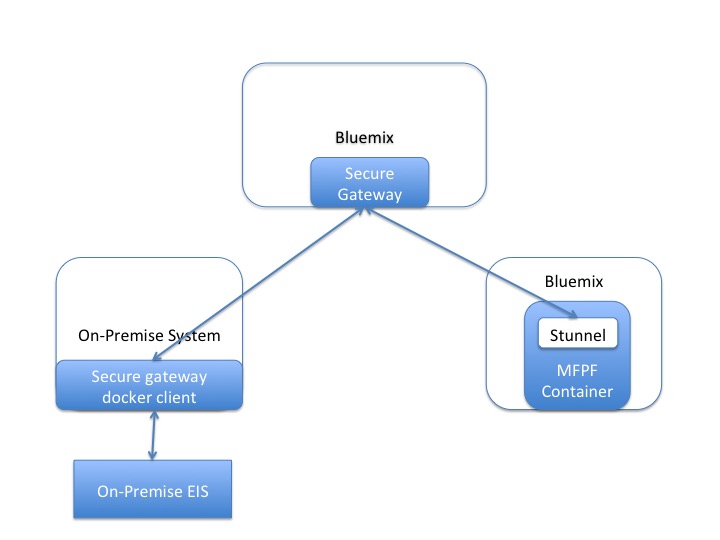 Bluemix
Secure
Gateway
On-Premise System
Secure gateway
docker client
On-Premise EIS
Bluemix
Stunnel
MFPF
Container